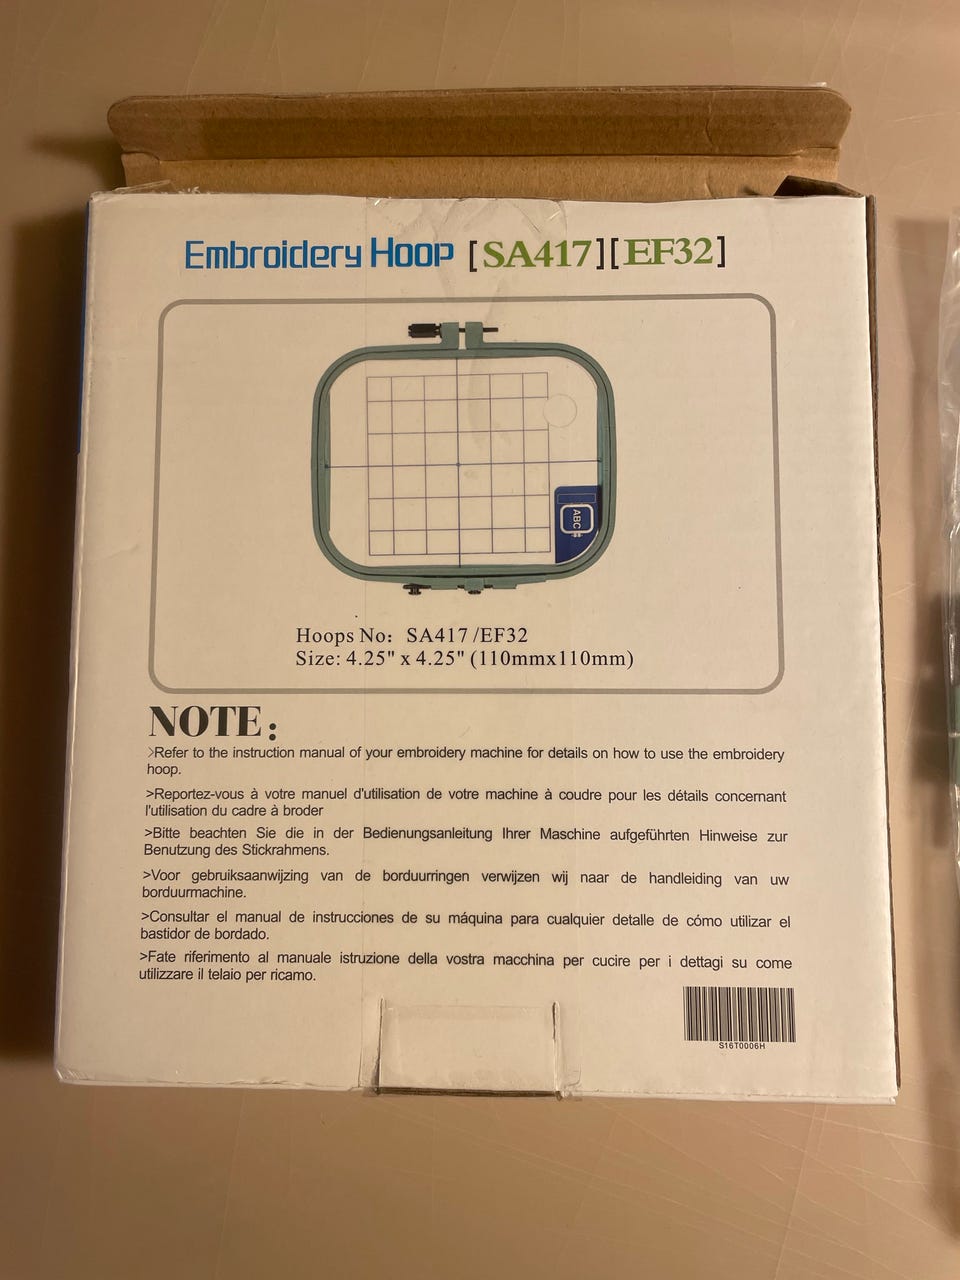 Embroidery Hoop [SA417][EF32]
ABC
Hoops No: SA417 /EF32
Size: 4.25" x 4.25" (110mmx110mm)
NOTE:
>Refer to the instruction manual of your embroidery machine for details on how to use the embroidery
hoop.
>Reportez-vous à votre manuel d'utilisation de votre machine à coudre pour les détails concernant
l'utilisation du cadre à broder
>Bitte beachten Sie die in der Bedienungsanleitung Ihrer Maschine aufgeführten Hinweise zur
Benutzung des Stickrahmens.
>Voor gebruiksaanwijzing van de borduurringen verwijzen wij naar de handleiding van uw
borduurmachine.
>Consultar el manual de instrucciones de su máquina para cualquier detalle de cómo utilizar el
bastidor de bordado.
>Fate riferimento al manuale istruzione della vostra macchina per cucire per i dettagi su come
utilizzare il telaio per ricamo.
S16T0006H